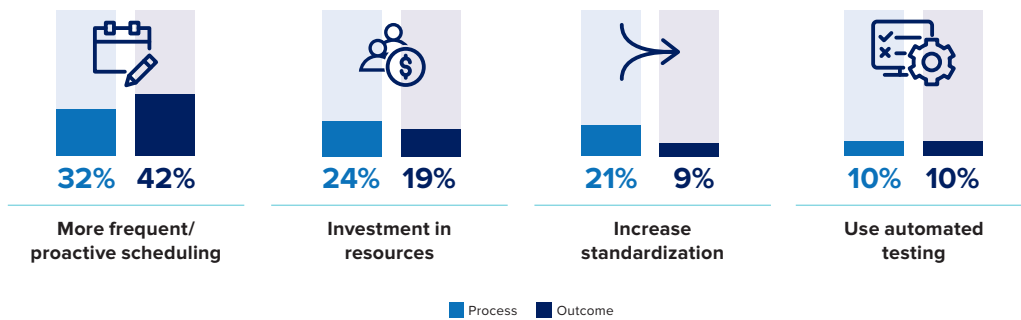 $
32% 42%
24% 19%
21% 9%
10% 10%
More frequent/
proactive scheduling
Investment in
resources
Increase
standardization
Use automated
testing
Process
Outcome